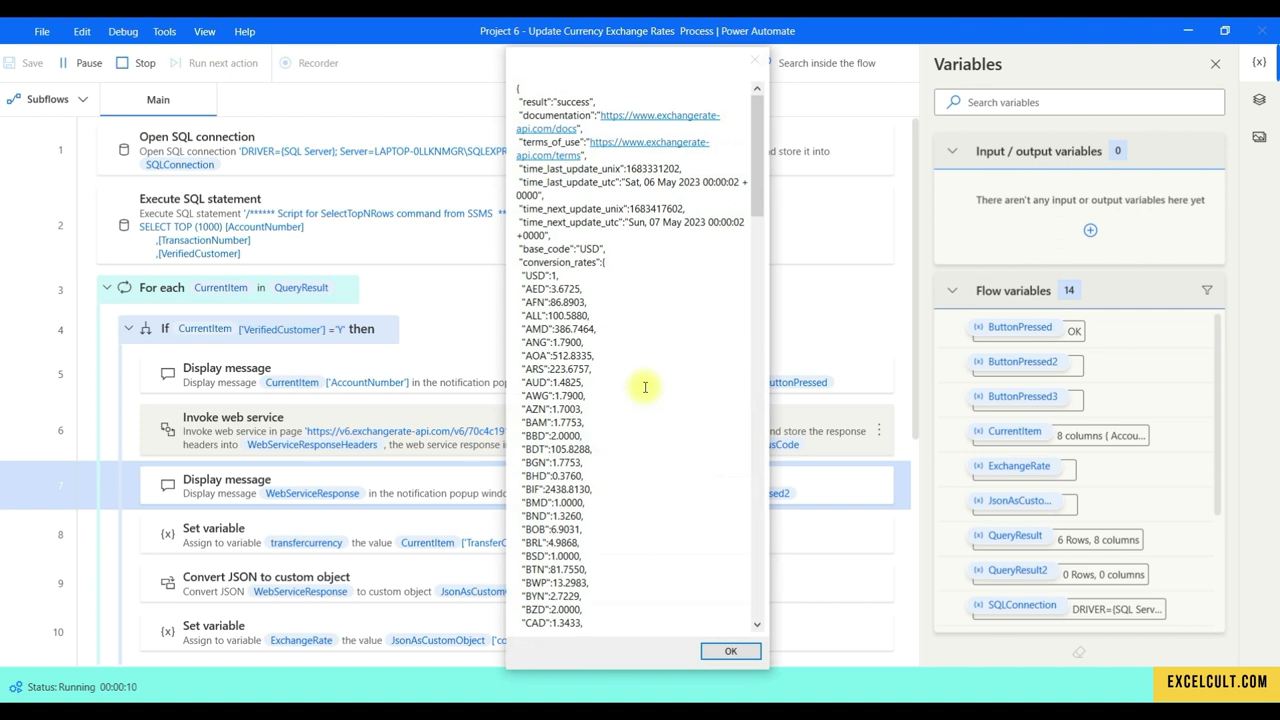 File Edit Debug Tools View Help
Project 6 - Update Currency Exchange Rates Process | Power Automate
Save Pause Stop Run next action Recorder
Search inside the flow
Subflows
Main
1
Open SQL connection
Open SQL connection 'DRIVER={SQL Server}; Server=LAPTOP-0LLKNMGR\SQLEXPR
and store it into
SQLConnection
2
Execute SQL statement
Execute SQL statement '/****** Script for SelectTopNRows command from SSMS **
SELECT TOP (1000) [AccountNumber]
,[TransactionNumber]
,[VerifiedCustomer]
3
For each CurrentItem in QueryResult
4
If CurrentItem ['VerifiedCustomer'] ='Y' then
5
Display message
Display message CurrentItem ['AccountNumber'] in the notification pop
ButtonPressed
6
Invoke web service
Invoke web service in page 'https://v6.exchangerate-api.com/v6/70c4c19
and store the response
headers into WebServiceResponseHeaders , the web service response in
usCode
7
Display message
Display message WebServiceResponse in the notification popup windo
sed2
8
Set variable
Assign to variable transfercurrency the value CurrentItem ['TransferC
9
Convert JSON to custom object
Convert JSON WebServiceResponse to custom object JsonAsCustom
10
Set variable
Assign to variable ExchangeRate the value JsonAsCustomObject ['co
{
"result":"success",
"documentation":"https://www.exchangerate-
api.com/docs",
"terms_of_use":"https://www.exchangerate-
api.com/terms",
"time_last_update_unix":1683331202,
"time_last_update_utc":"Sat, 06 May 2023 00:00:02 +
0000",
"time_next_update_unix":1683417602,
"time_next_update_utc":"Sun, 07 May 2023 00:00:02
+0000",
"base_code":"USD",
"conversion_rates":{
"USD":1,
"AED":3.6725,
"AFN":86.8903,
"ALL":100.5880,
"AMD":386.7464,
"ANG":1.7900,
"AOA":512.8335,
"ARS":223.6757,
"AUD":1.4825,
"AWG":1.7900,
"AZN":1.7003,
"BAM":1.7753,
"BBD":2.0000,
"BDT":105.8288,
"BGN":1.7753,
"BHD":0.3760,
"BIF":2438.8130,
"BMD":1.0000,
"BND":1.3260,
"BOB":6.9031,
"BRL":4.9868,
"BSD":1.0000,
"BTN":81.7550,
"BWP":13.2983,
"BYN":2.7229,
"BZD":2.0000,
"CAD":1.3433,
OK
Variables
Search variables
Input / output variables 0
There aren't any input or output variables here yet
Flow variables 14
(x) ButtonPressed OK
(x) ButtonPressed2
(x) ButtonPressed3
(x) CurrentItem 8 columns { Accou...
(x) ExchangeRate
(x) JsonAsCusto...
(x) QueryResult 6 Rows, 8 columns
(x) QueryResult2 0 Rows, 0 columns
(x) SQLConnection DRIVER={SQL Serv...
Status: Running 00:00:10
EXCELCULT.COM